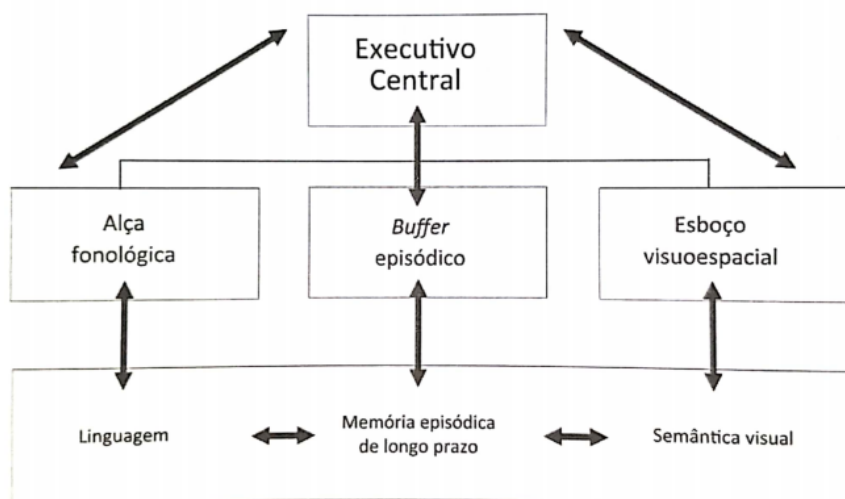 Executivo
Central
Alça
fonológica
Buffer
episódico
Esboço
visuoespacial
Linguagem
Memória episódica
de longo prazo
Semântica visual